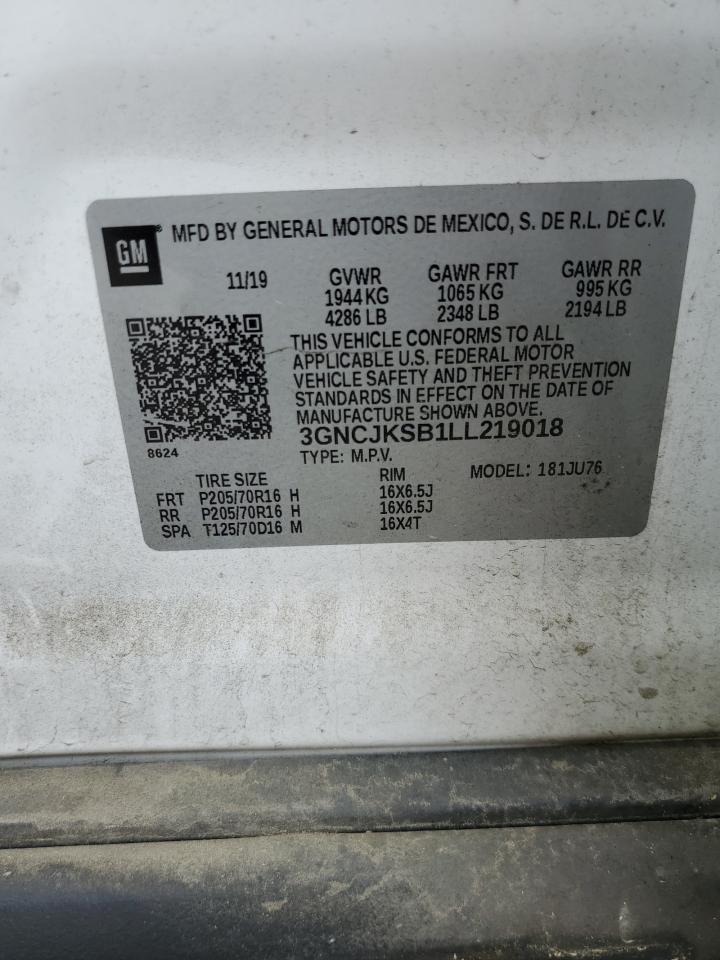 GM ® MFD BY GENERAL MOTORS DE MEXICO, S. DE R.L. DE C.V.
11/19 GVWR GAWR FRT GAWR RR
1944 KG 1065 KG 995 KG
4286 LB 2348 LB 2194 LB
THIS VEHICLE CONFORMS TO ALL
APPLICABLE U.S. FEDERAL MOTOR
VEHICLE SAFETY AND THEFT PREVENTION
STANDARDS IN EFFECT ON THE DATE OF
MANUFACTURE SHOWN ABOVE.
3GNCJKSB1LL219018
8624
TYPE: M.P.V. MODEL: 181JU76
TIRE SIZE RIM
FRT P205/70R16 H 16X6.5J
RR P205/70R16 H 16X6.5J
SPA T125/70D16 M 16X4T